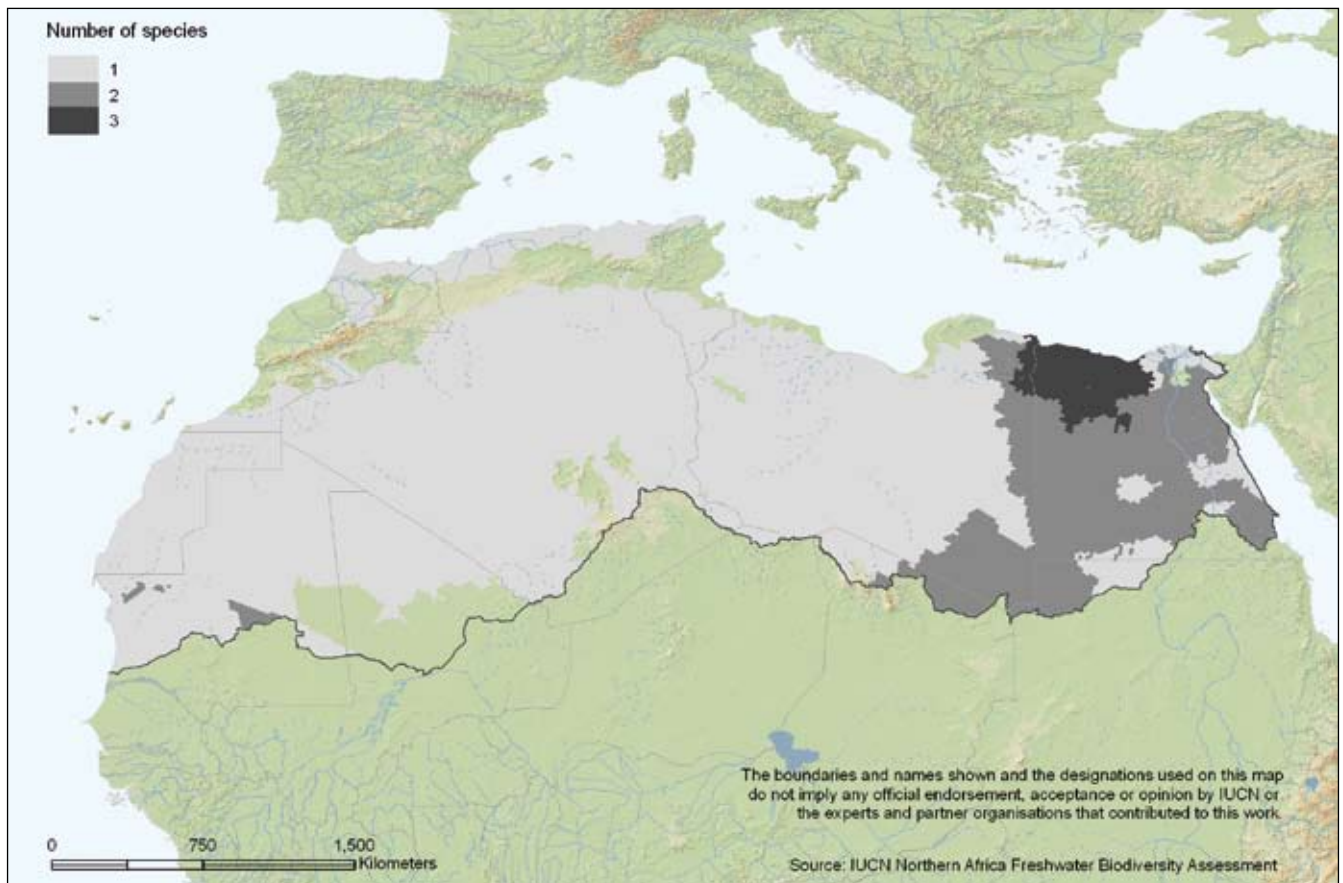 Number of species
1
2
3
The boundaries and names shown and the designations used on this map
do not imply any official endorsement, acceptance or opinion by IUCN or
the experts and partner organisations that contributed to this work.
0 750 1,500
Kilometers
Source: IUCN Northern Africa Freshwater Biodiversity Assessment